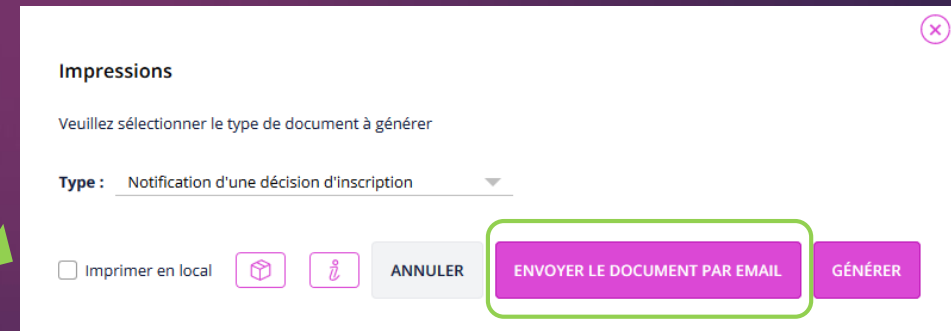 Impressions
Veuillez sélectionner le type de document à générer
Type : Notification d'une décision d'inscription
Imprimer en local i ANNULER ENVOYER LE DOCUMENT PAR EMAIL GÉNÉRER